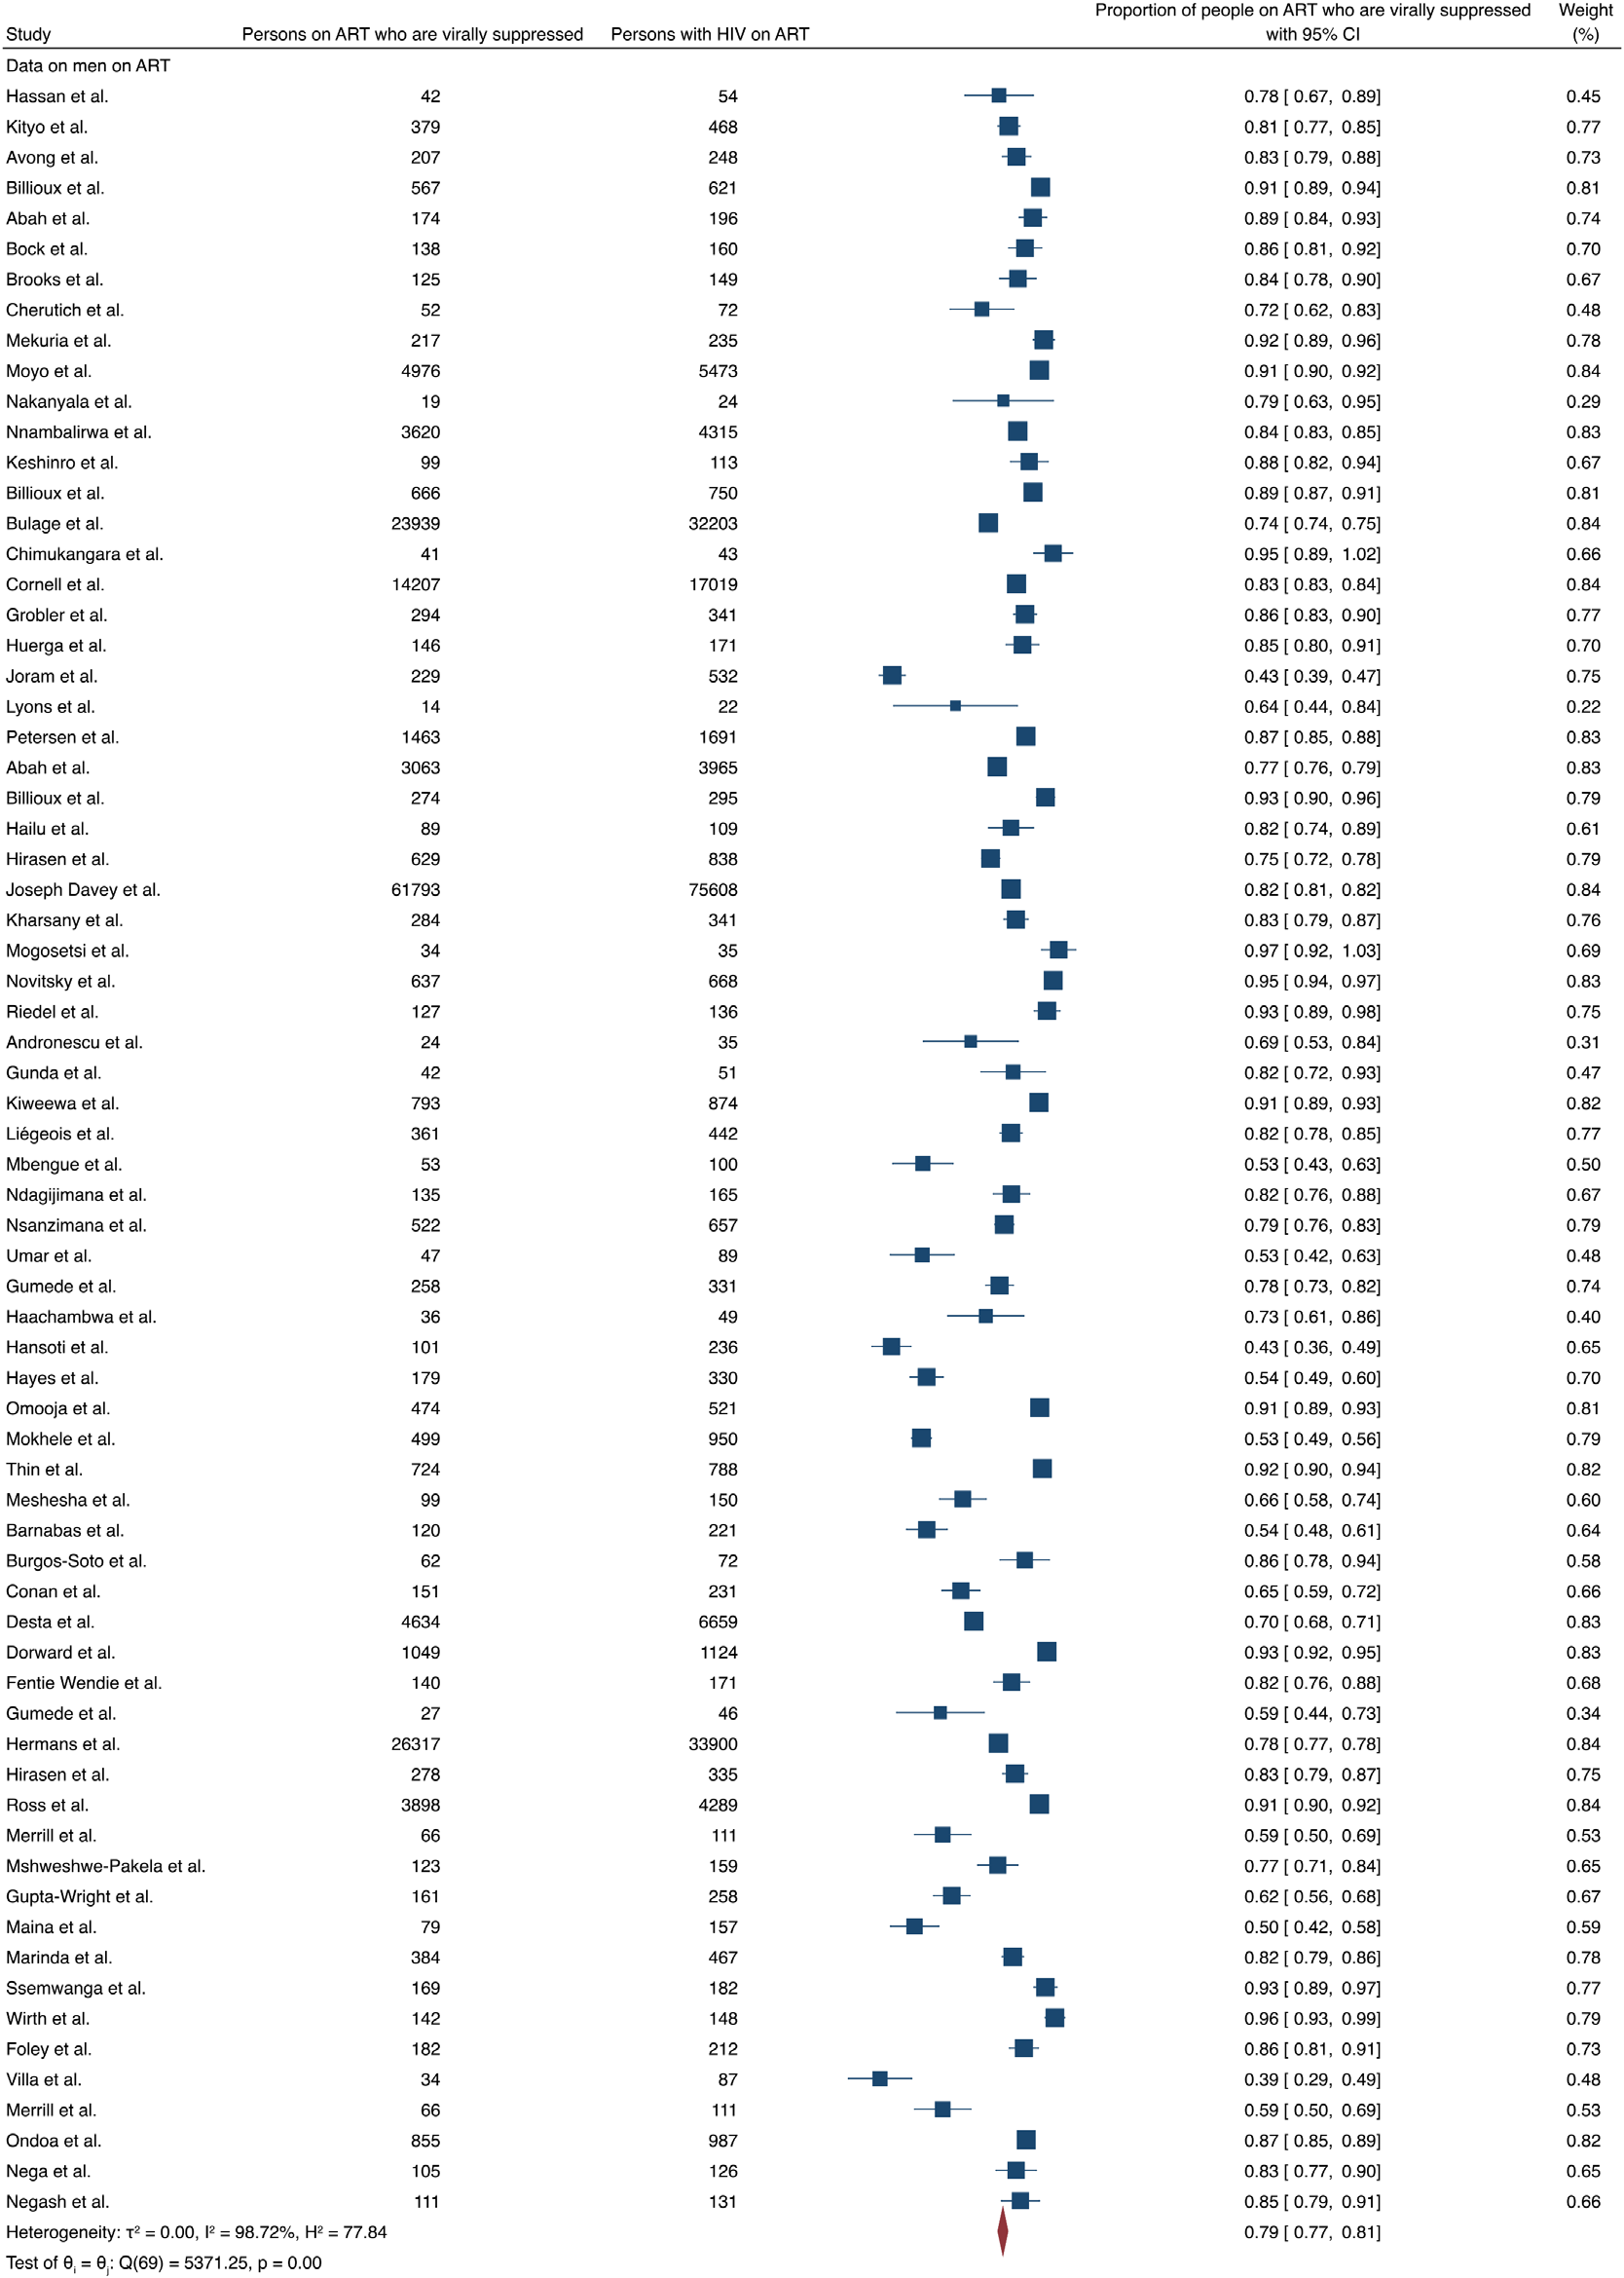 Study Persons on ART who are virally suppressed Persons with HIV on ART Proportion of people on ART who are virally suppressed with 95% CI Weight (%)
Data on men on ART
Hassan et al. 42 54 0.78 [ 0.67, 0.89] 0.45
Kityo et al. 379 468 0.81 [ 0.77, 0.85] 0.77
Avong et al. 207 248 0.83 [ 0.79, 0.88] 0.73
Billioux et al. 567 621 0.91 [ 0.89, 0.94] 0.81
Abah et al. 174 196 0.89 [ 0.84, 0.93] 0.74
Bock et al. 138 160 0.86 [ 0.81, 0.92] 0.70
Brooks et al. 125 149 0.84 [ 0.78, 0.90] 0.67
Cherutich et al. 52 72 0.72 [ 0.62, 0.83] 0.48
Mekuria et al. 217 235 0.92 [ 0.89, 0.96] 0.78
Moyo et al. 4976 5473 0.91 [ 0.90, 0.92] 0.84
Nakanyala et al. 19 24 0.79 [ 0.63, 0.95] 0.29
Nnambalirwa et al. 3620 4315 0.84 [ 0.83, 0.85] 0.83
Keshinro et al. 99 113 0.88 [ 0.82, 0.94] 0.67
Billioux et al. 666 750 0.89 [ 0.87, 0.91] 0.81
Bulage et al. 23939 32203 0.74 [ 0.74, 0.75] 0.84
Chimukangara et al. 41 43 0.95 [ 0.89, 1.02] 0.66
Cornell et al. 14207 17019 0.83 [ 0.83, 0.84] 0.84
Grobler et al. 294 341 0.86 [ 0.83, 0.90] 0.77
Huerga et al. 146 171 0.85 [ 0.80, 0.91] 0.70
Joram et al. 229 532 0.43 [ 0.39, 0.47] 0.75
Lyons et al. 14 22 0.64 [ 0.44, 0.84] 0.22
Petersen et al. 1463 1691 0.87 [ 0.85, 0.88] 0.83
Abah et al. 3063 3965 0.77 [ 0.76, 0.79] 0.83
Billioux et al. 274 295 0.93 [ 0.90, 0.96] 0.79
Hailu et al. 89 109 0.82 [ 0.74, 0.89] 0.61
Hirasen et al. 629 838 0.75 [ 0.72, 0.78] 0.79
Joseph Davey et al. 61793 75608 0.82 [ 0.81, 0.82] 0.84
Kharsany et al. 284 341 0.83 [ 0.79, 0.87] 0.76
Mogosetsi et al. 34 35 0.97 [ 0.92, 1.03] 0.69
Novitsky et al. 637 668 0.95 [ 0.94, 0.97] 0.83
Riedel et al. 127 136 0.93 [ 0.89, 0.98] 0.75
Andronescu et al. 24 35 0.69 [ 0.53, 0.84] 0.31
Gunda et al. 42 51 0.82 [ 0.72, 0.93] 0.47
Kiweewa et al. 793 874 0.91 [ 0.89, 0.93] 0.82
Liégeois et al. 361 442 0.82 [ 0.78, 0.85] 0.77
Mbengue et al. 53 100 0.53 [ 0.43, 0.63] 0.50
Ndagijimana et al. 135 165 0.82 [ 0.76, 0.88] 0.67
Nsanzimana et al. 522 657 0.79 [ 0.76, 0.83] 0.79
Umar et al. 47 89 0.53 [ 0.42, 0.63] 0.48
Gumede et al. 258 331 0.78 [ 0.73, 0.82] 0.74
Haachambwa et al. 36 49 0.73 [ 0.61, 0.86] 0.40
Hansoti et al. 101 236 0.43 [ 0.36, 0.49] 0.65
Hayes et al. 179 330 0.54 [ 0.49, 0.60] 0.70
Omooja et al. 474 521 0.91 [ 0.89, 0.93] 0.81
Mokhele et al. 499 950 0.53 [ 0.49, 0.56] 0.79
Thin et al. 724 788 0.92 [ 0.90, 0.94] 0.82
Meshesha et al. 99 150 0.66 [ 0.58, 0.74] 0.60
Barnabas et al. 120 221 0.54 [ 0.48, 0.61] 0.64
Burgos-Soto et al. 62 72 0.86 [ 0.78, 0.94] 0.58
Conan et al. 151 231 0.65 [ 0.59, 0.72] 0.66
Desta et al. 4634 6659 0.70 [ 0.68, 0.71] 0.83
Dorward et al. 1049 1124 0.93 [ 0.92, 0.95] 0.83
Fentie Wendie et al. 140 171 0.82 [ 0.76, 0.88] 0.68
Gumede et al. 27 46 0.59 [ 0.44, 0.73] 0.34
Hermans et al. 26317 33900 0.78 [ 0.77, 0.78] 0.84
Hirasen et al. 278 335 0.83 [ 0.79, 0.87] 0.75
Ross et al. 3898 4289 0.91 [ 0.90, 0.92] 0.84
Merrill et al. 66 111 0.59 [ 0.50, 0.69] 0.53
Mshweshwe-Pakela et al. 123 159 0.77 [ 0.71, 0.84] 0.65
Gupta-Wright et al. 161 258 0.62 [ 0.56, 0.68] 0.67
Maina et al. 79 157 0.50 [ 0.42, 0.58] 0.59
Marinda et al. 384 467 0.82 [ 0.79, 0.86] 0.78
Ssemwanga et al. 169 182 0.93 [ 0.89, 0.97] 0.77
Wirth et al. 142 148 0.96 [ 0.93, 0.99] 0.79
Foley et al. 182 212 0.86 [ 0.81, 0.91] 0.73
Villa et al. 34 87 0.39 [ 0.29, 0.49] 0.48
Merrill et al. 66 111 0.59 [ 0.50, 0.69] 0.53
Ondoa et al. 855 987 0.87 [ 0.85, 0.89] 0.82
Nega et al. 105 126 0.83 [ 0.77, 0.90] 0.65
Negash et al. 111 131 0.85 [ 0.79, 0.91] 0.66
Heterogeneity: τ² = 0.00, I² = 98.72%, H² = 77.84 0.79 [ 0.77, 0.81]
Test of θi = θj: Q(69) = 5371.25, p = 0.00